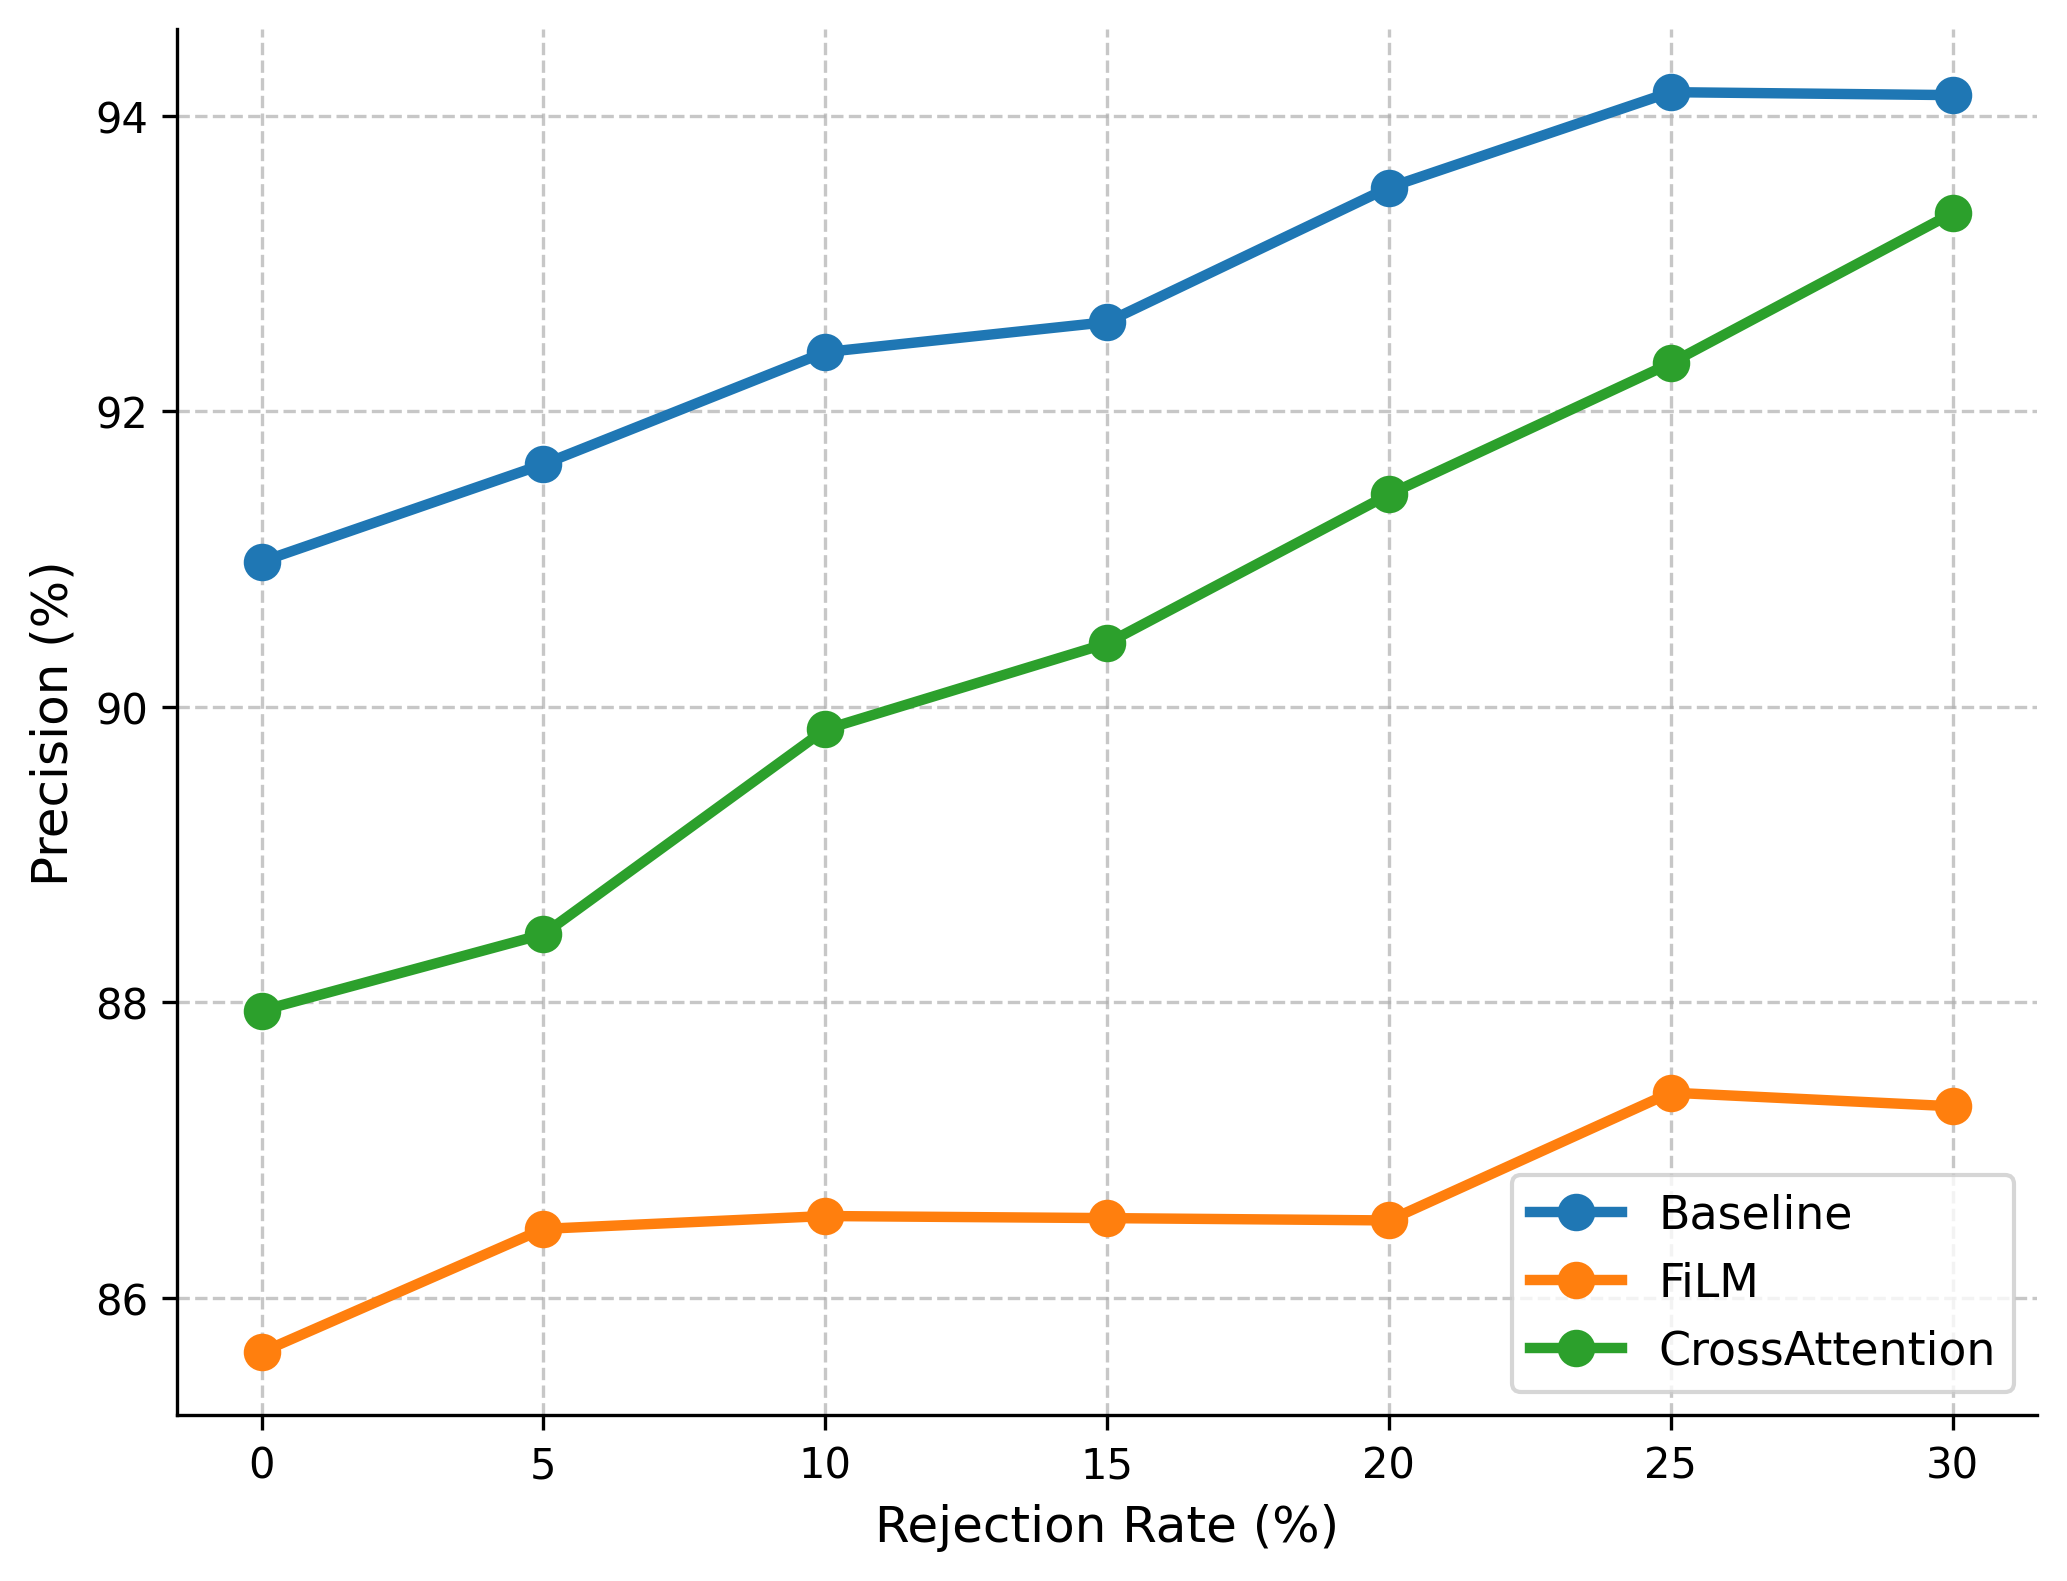 94
92
90
88
86
Precision (%)
0 5 10 15 20 25 30
Rejection Rate (%)
Baseline
FiLM
CrossAttention